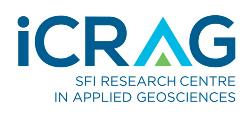 iCRAG
SFI RESEARCH CENTRE
IN APPLIED GEOSCIENCES